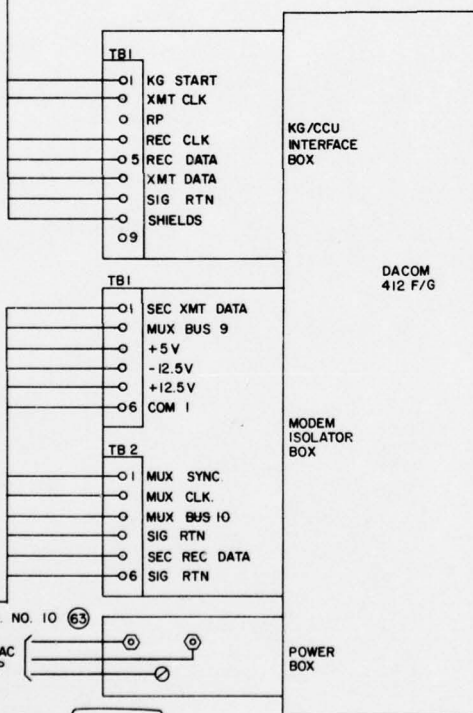 TB1
1 KG START
XMT CLK
RP
REC CLK
5 REC DATA
XMT DATA
SIG RTN
SHIELDS
9
KG/CCU
INTERFACE
BOX
DACOM
412 F/G
TB1
1 SEC XMT DATA
MUX BUS 9
+5V
-12.5V
+12.5V
6 COM 1
MODEM
ISOLATOR
BOX
TB2
1 MUX SYNC.
MUX CLK.
MUX BUS 10
SIG RTN
SEC REC DATA
6 SIG RTN
. NO. 10 63
AC
POWER
BOX